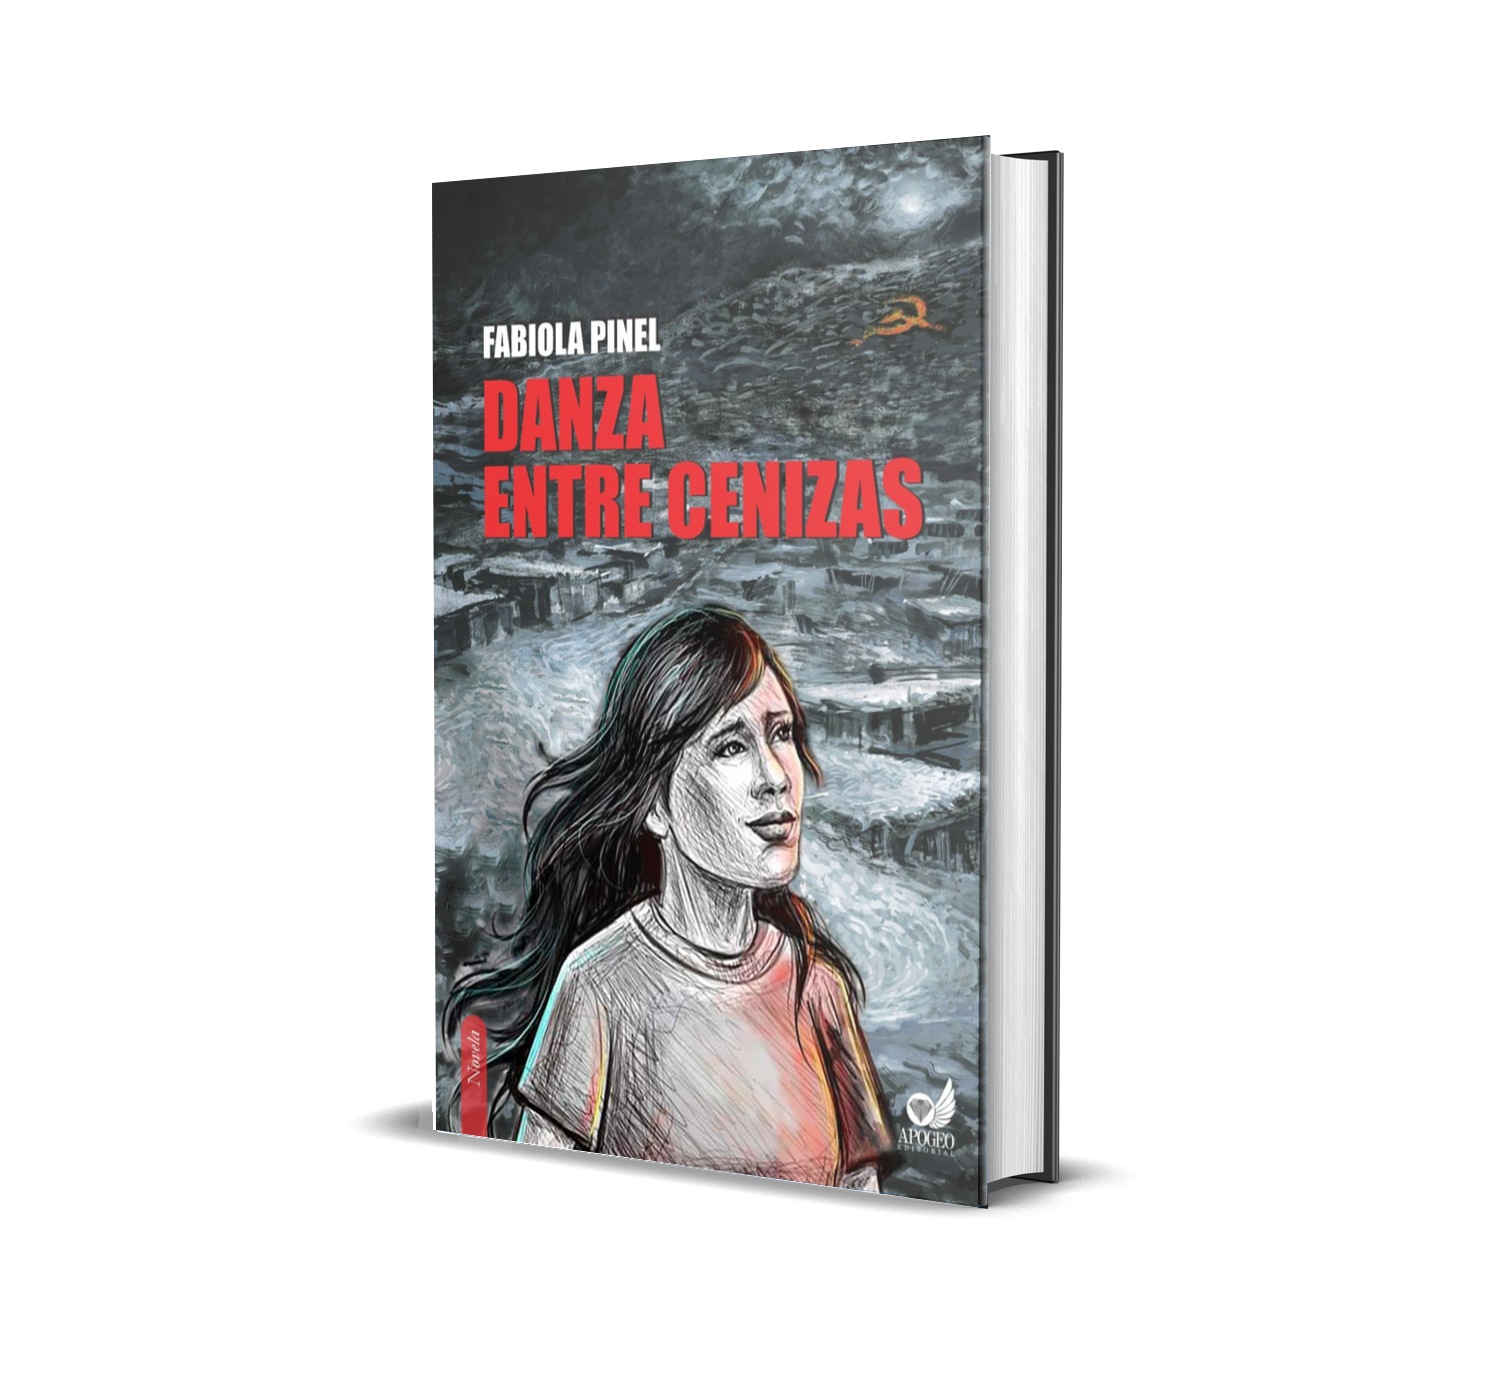 FABIOLA PINEL
DANZA
ENTRE CENIZAS
Novela
APOGEO
EDITORIAL